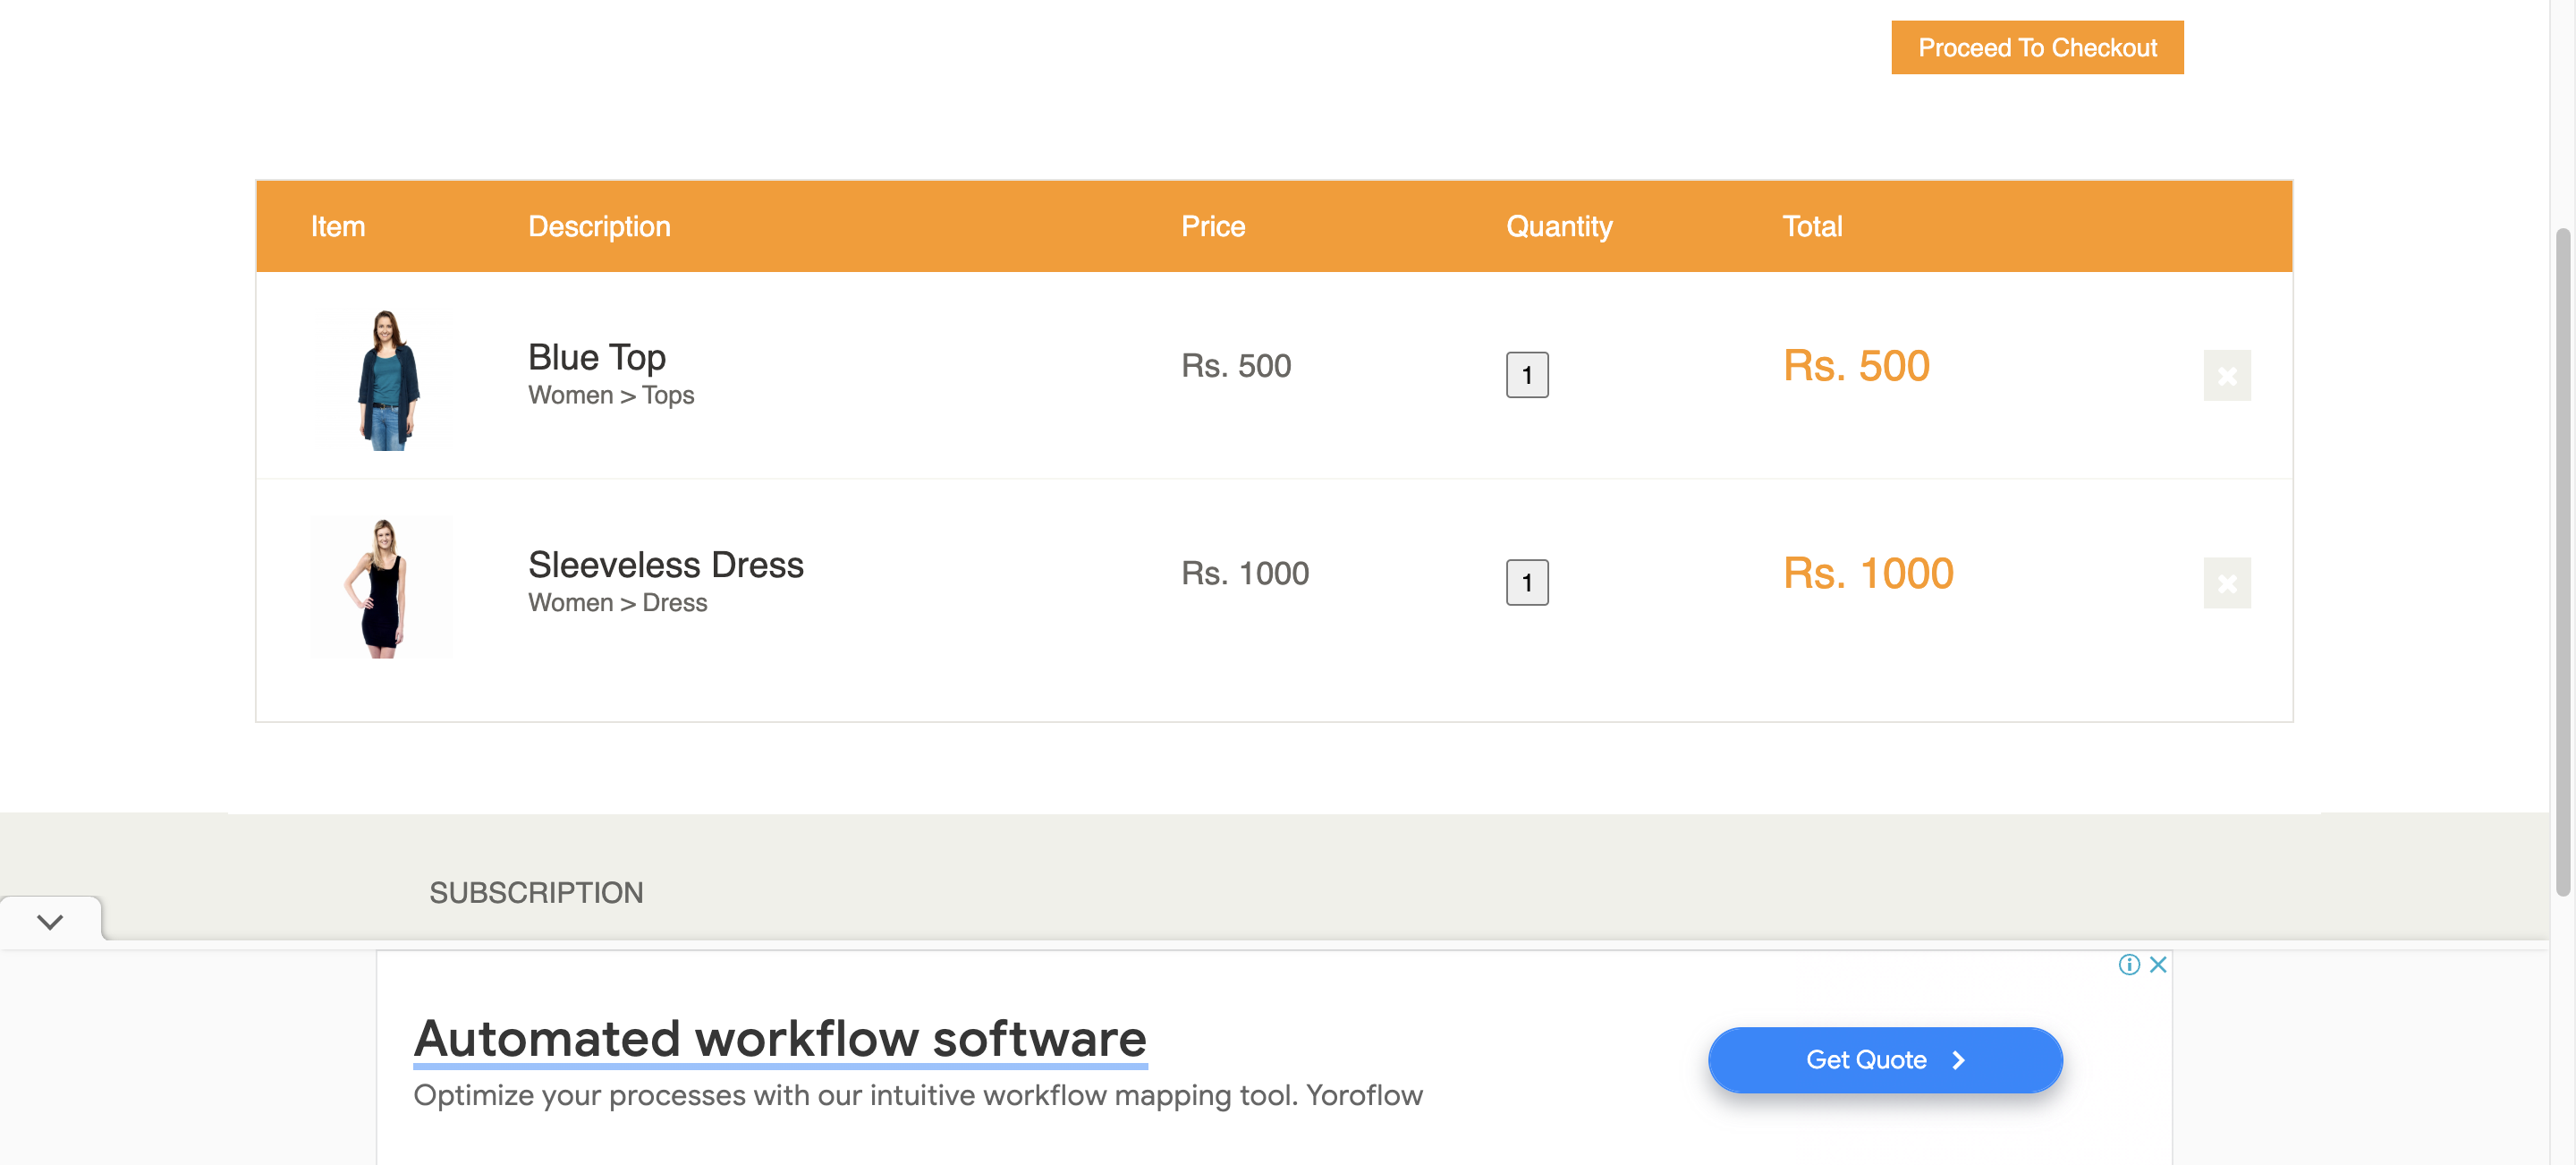 Proceed To Checkout
Item Description Price Quantity Total
Blue Top
Women > Tops
Rs. 500
1
Rs. 500
Sleeveless Dress
Women > Dress
Rs. 1000
1
Rs. 1000
SUBSCRIPTION
Automated workflow software
Optimize your processes with our intuitive workflow mapping tool. Yoroflow
Get Quote